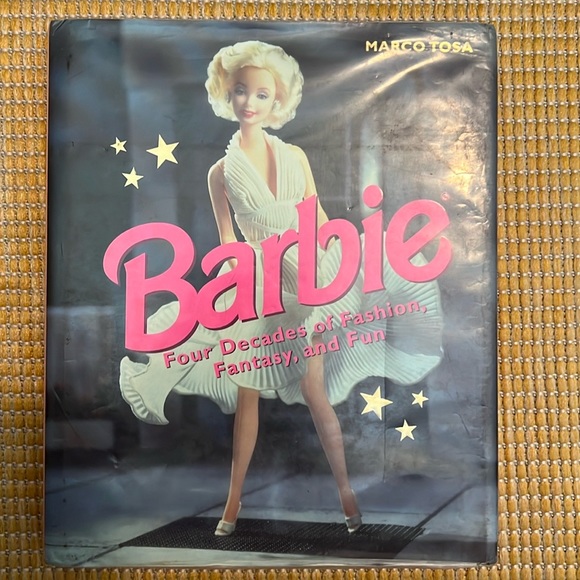 MARCO TOSA
Barbie
Four Decades of Fashion,
Fantasy, and Fun